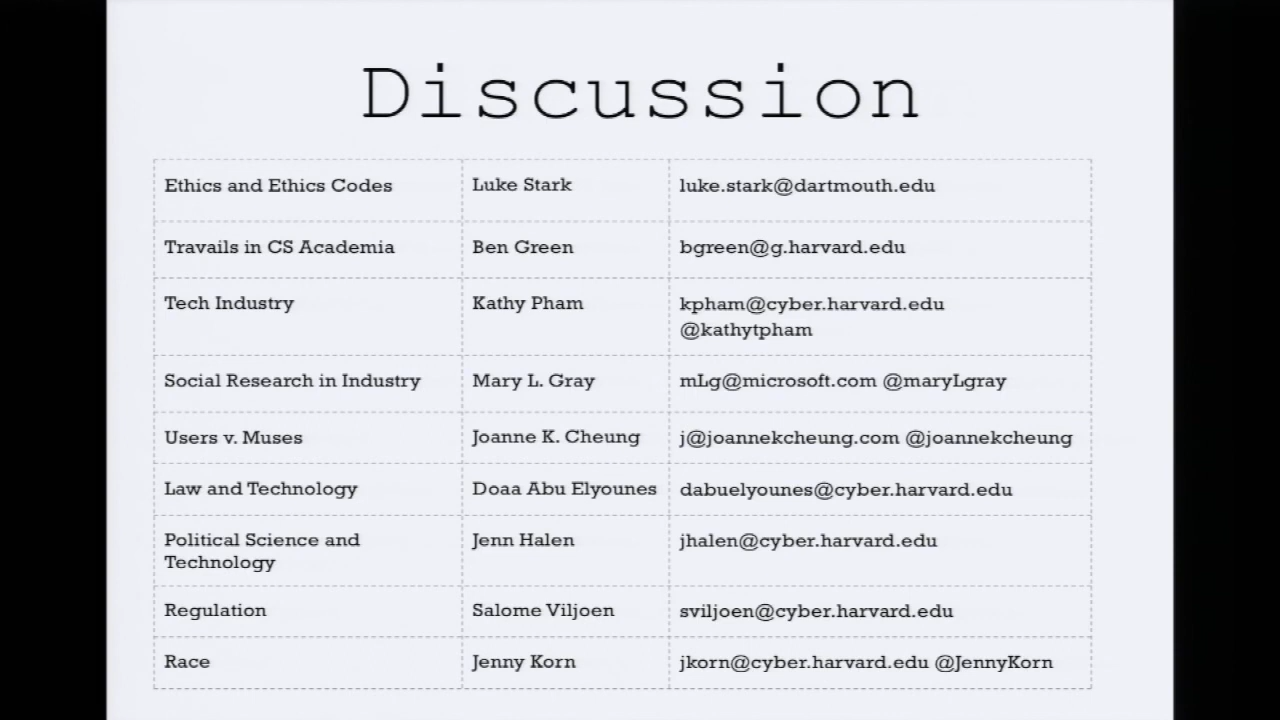 Discussion
Ethics and Ethics Codes Luke Stark luke.stark@dartmouth.edu
Travails in CS Academia Ben Green bgreen@g.harvard.edu
Tech Industry Kathy Pham kpham@cyber.harvard.edu
@kathytpham
Social Research in Industry Mary L. Gray mLg@microsoft.com @maryLgray
Users v. Muses Joanne K. Cheung j@joannekcheung.com @joannekcheung
Law and Technology Doaa Abu Elyounes dabuelyounes@cyber.harvard.edu
Political Science and Jenn Halen jhalen@cyber.harvard.edu
Technology
Regulation Salome Viljoen sviljoen@cyber.harvard.edu
Race Jenny Korn jkorn@cyber.harvard.edu @JennyKorn